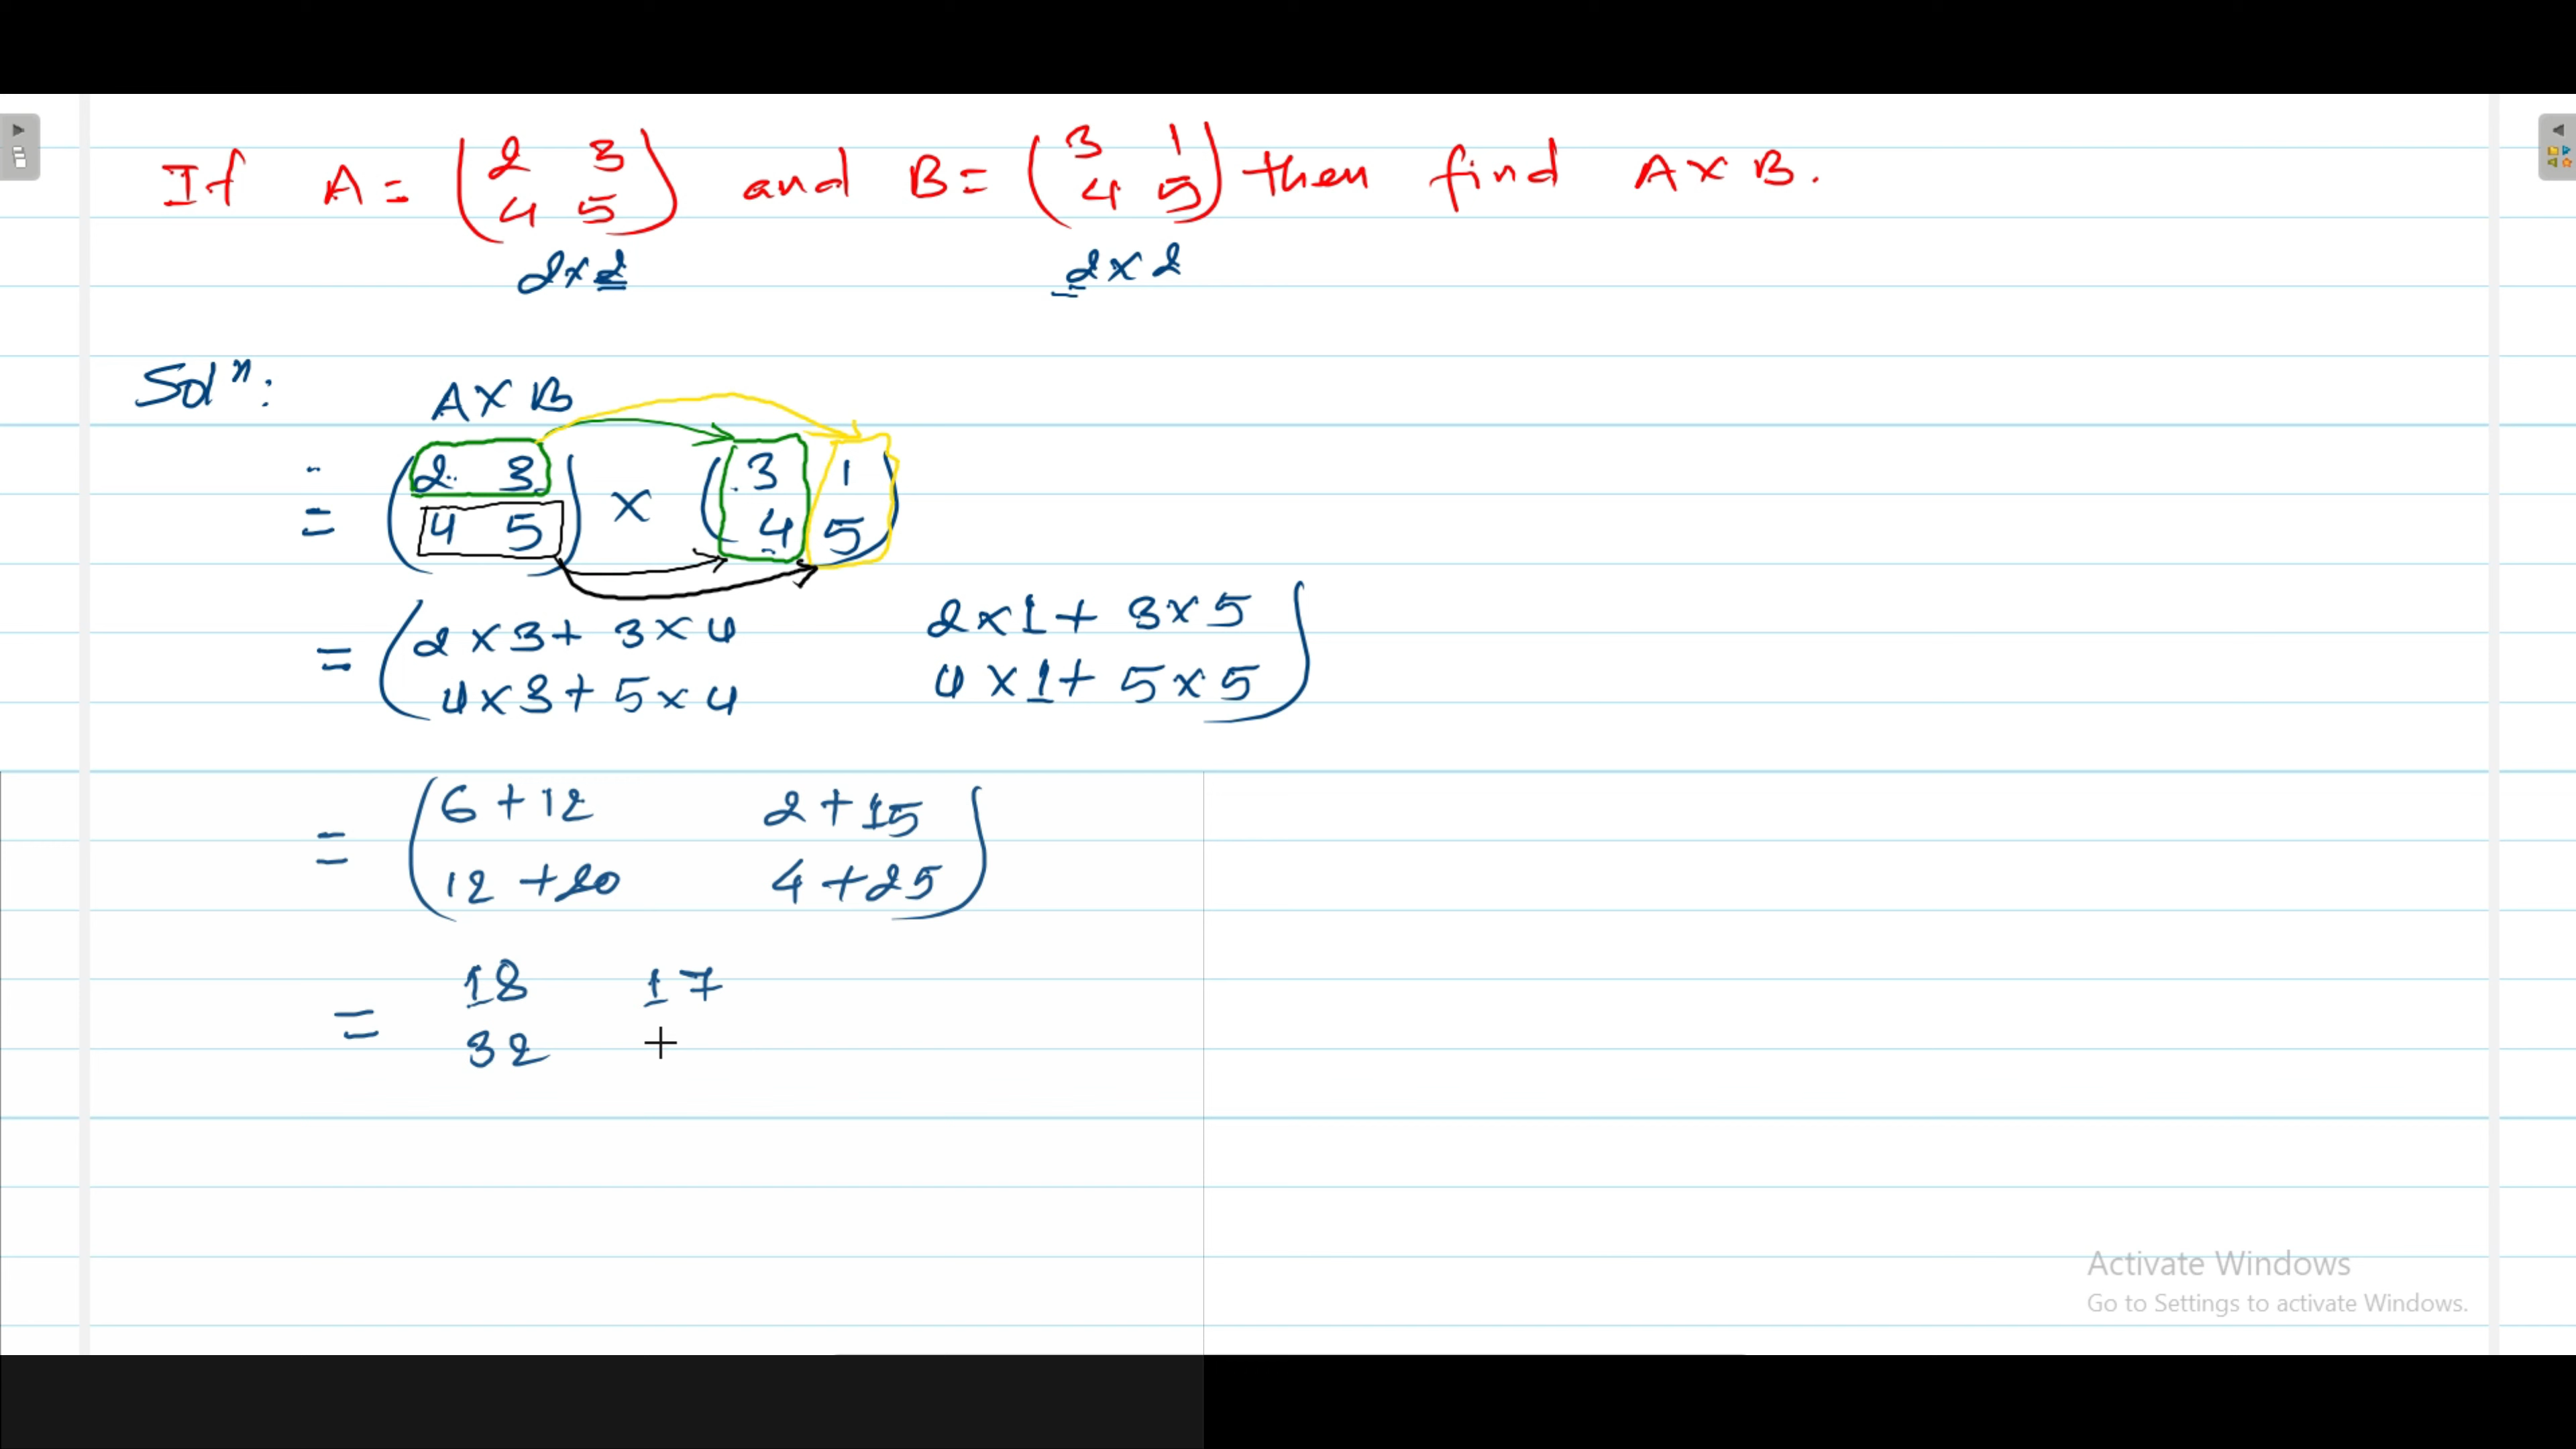 If A = (2 3 and B = (3 1 then find A × B.
4 5) 4 5)
2×2 2×2
Solⁿ: A × B
= (2 3 × (3 1
4 5) 4 5)
= (2×3+ 3×4 2×1+ 3×5
4×3+ 5×4 4×1+ 5×5)
= (6+12 2+15
12+20 4+25)
= 18 17
32
Activate Windows
Go to Settings to activate Windows.